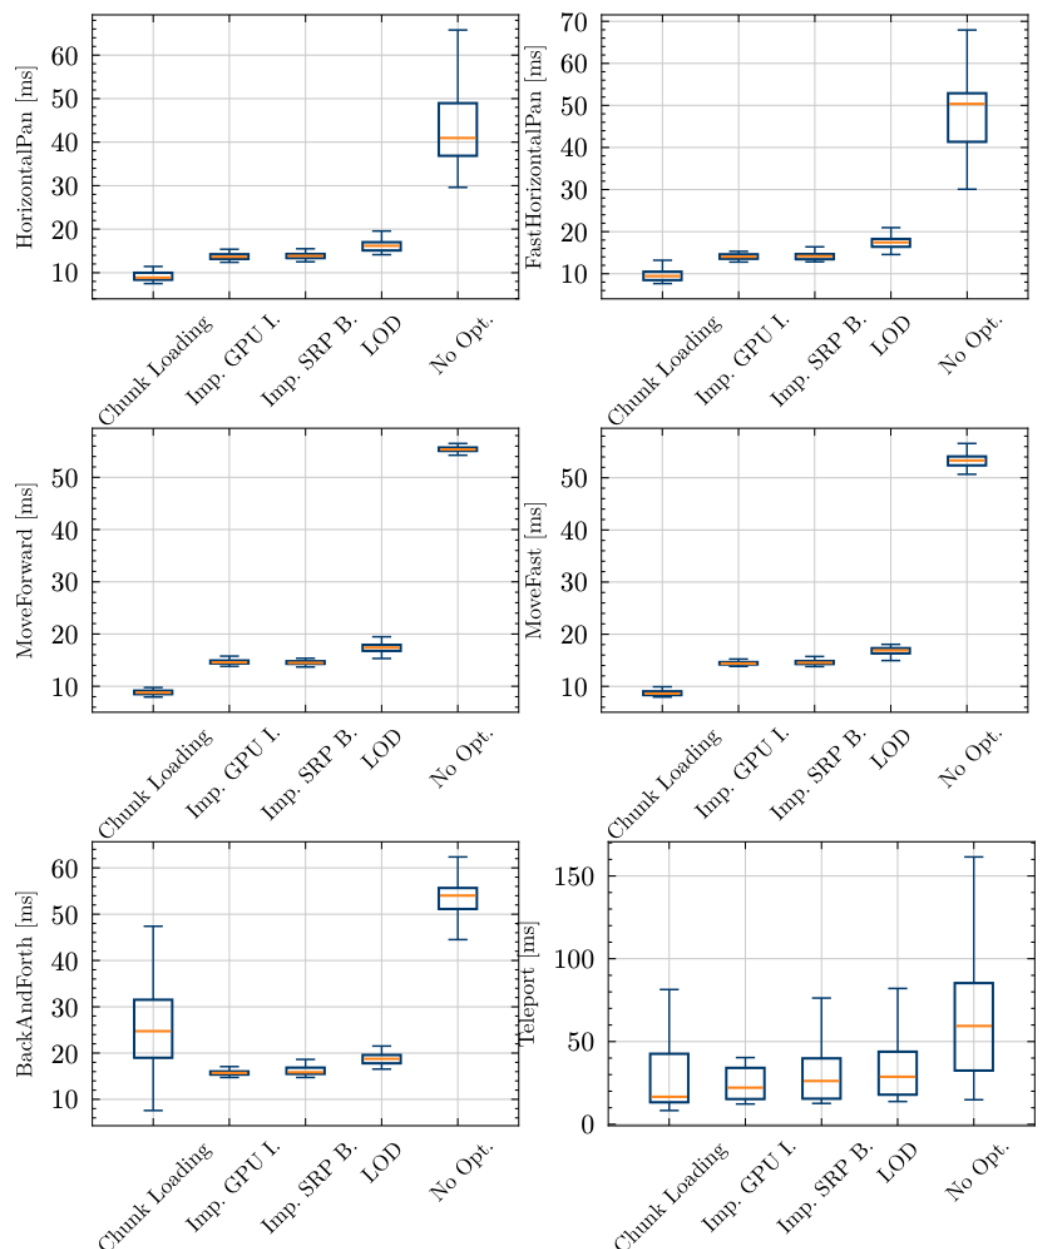 HorizontalPan [ms]
60
50
40
30
20
10
Chunk Loading
Imp. GPU I.
Imp. SRP B.
LOD
No Opt.
FastHorizontalPan [ms]
70
60
50
40
30
20
10
Chunk Loading
Imp. GPU I.
Imp. SRP B.
LOD
No Opt.
MoveForward [ms]
50
40
30
20
10
Chunk Loading
Imp. GPU I.
Imp. SRP B.
LOD
No Opt.
MoveFast [ms]
50
40
30
20
10
Chunk Loading
Imp. GPU I.
Imp. SRP B.
LOD
No Opt.
BackAndForth [ms]
60
50
40
30
20
10
Chunk Loading
Imp. GPU I.
Imp. SRP B.
LOD
No Opt.
Teleport [ms]
150
100
50
0
Chunk Loading
Imp. GPU I.
Imp. SRP B.
LOD
No Opt.